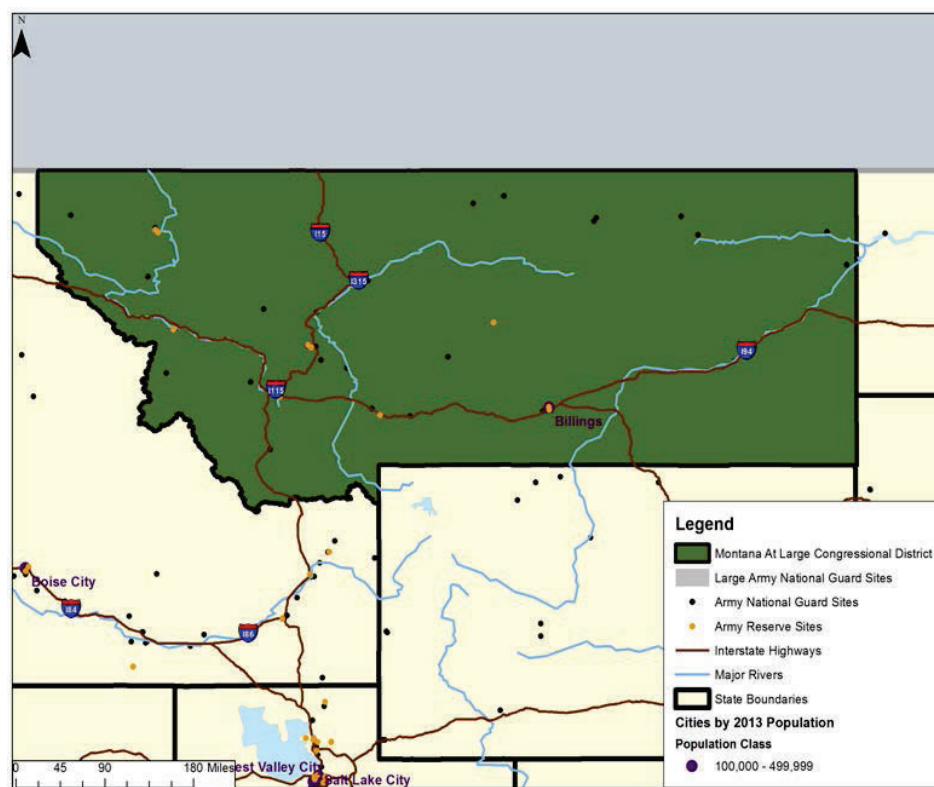 N
I15
I315
I94
I115
Billings
Boise City
I84
I86
0 45 90 180 Miles
est Valley City
Salt Lake City
Legend
Montana At Large Congressional District
Large Army National Guard Sites
Army National Guard Sites
Army Reserve Sites
Interstate Highways
Major Rivers
State Boundaries
Cities by 2013 Population
Population Class
100,000 - 499,999